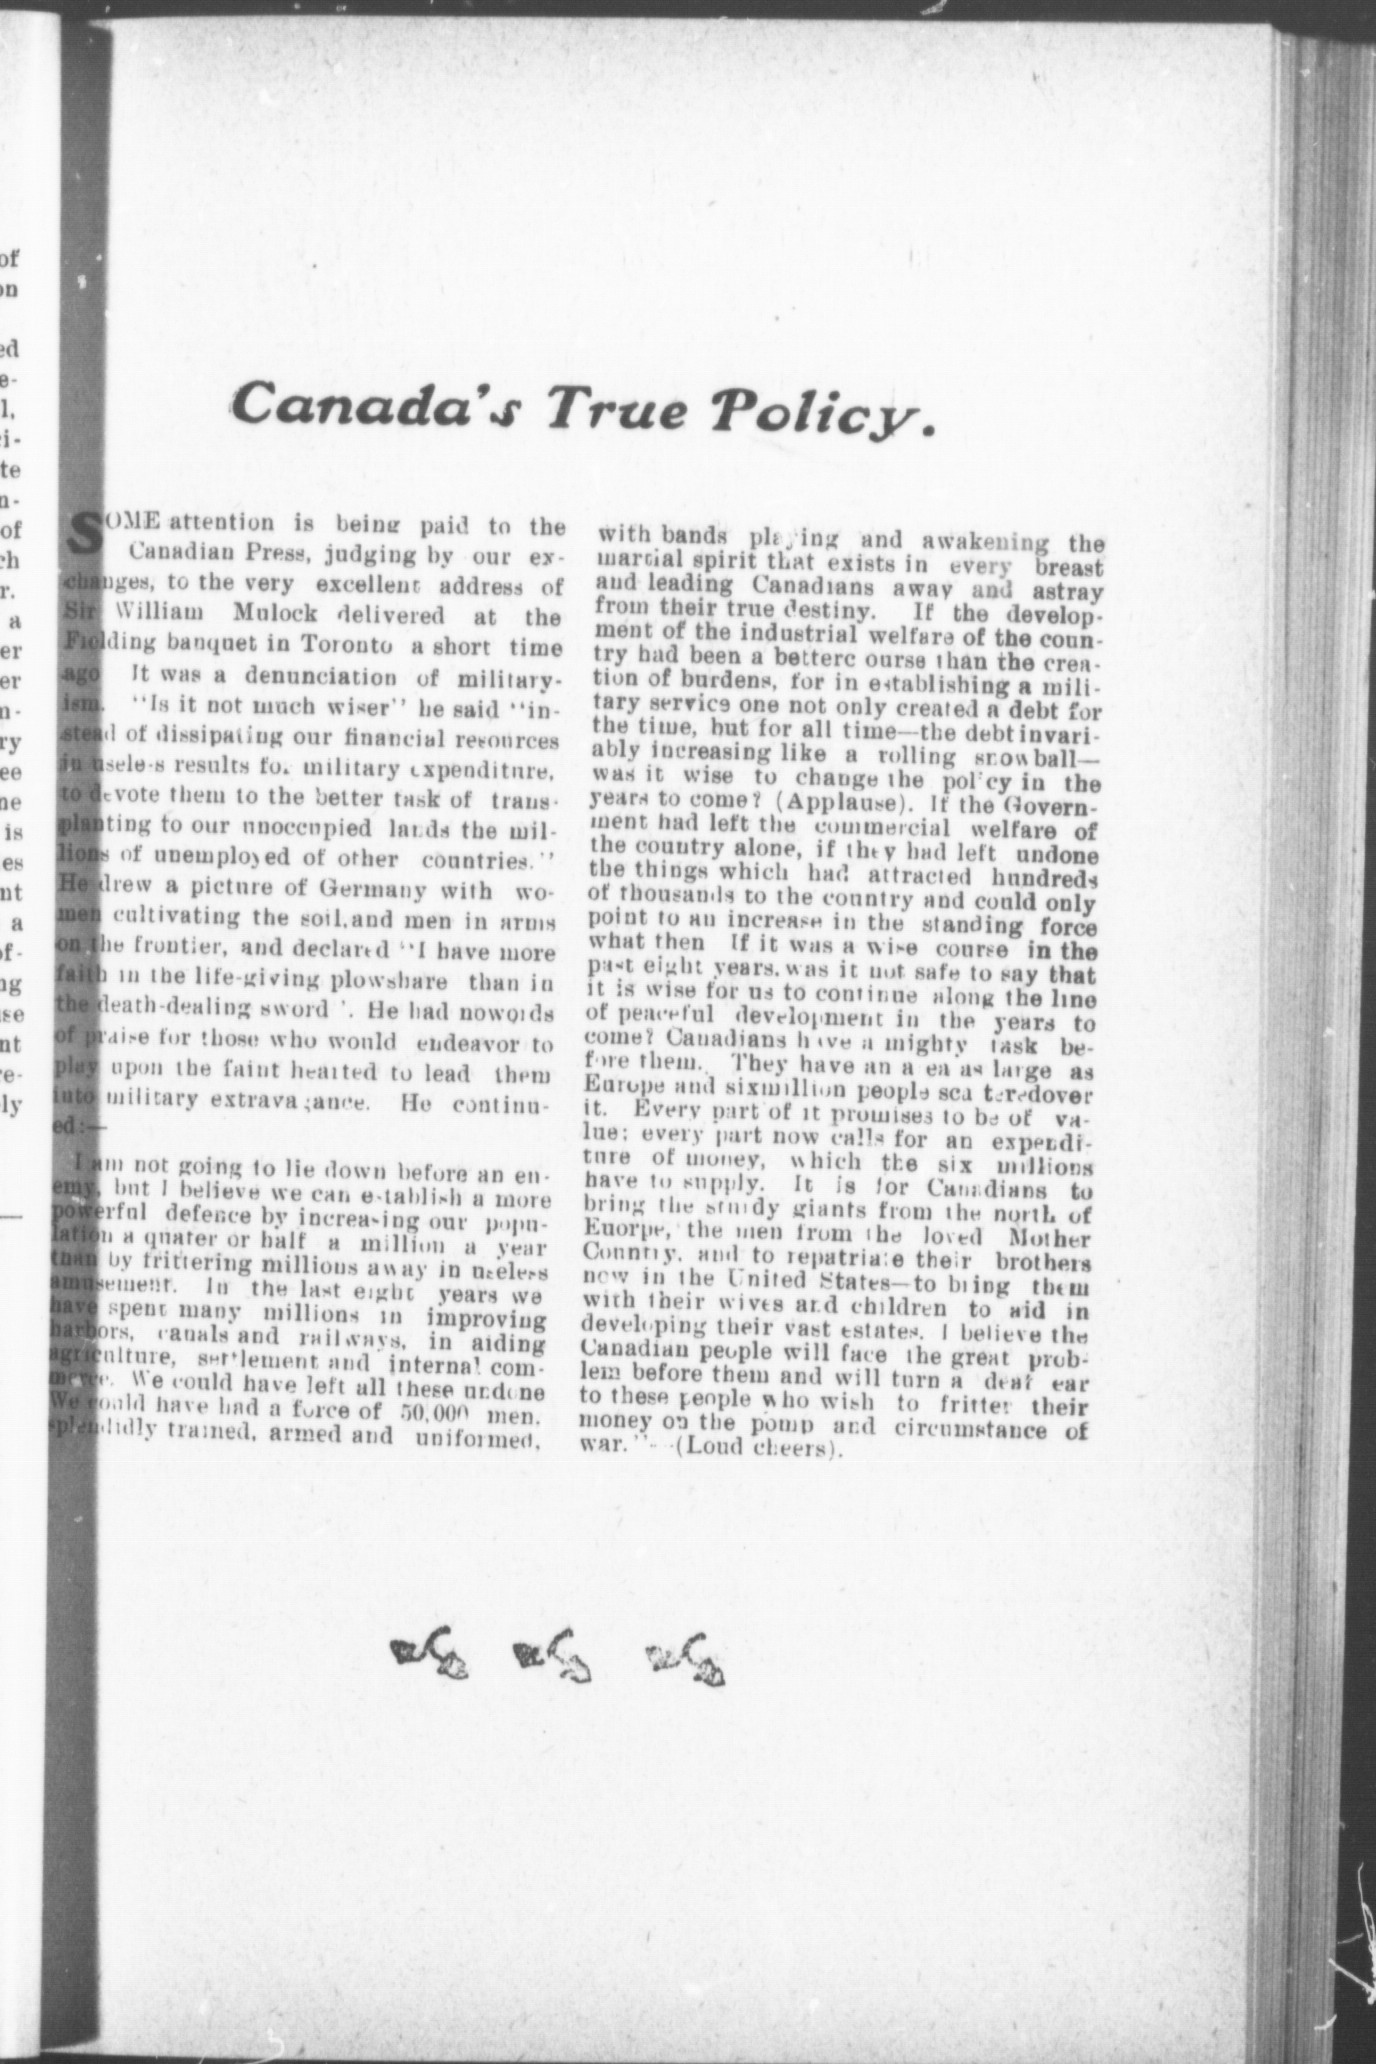 Canada's True Policy.
SOME attention is being paid to the
Canadian Press, judging by our ex-
changes, to the very excellent address of
Sir William Mulock delivered at the
Fielding banquet in Toronto a short time
ago It was a denunciation of military-
ism. "Is it not much wiser" he said "in-
stead of dissipating our financial resources
in useless results for military expenditure,
to devote them to the better task of trans-
planting to our unoccupied lands the mil-
lions of unemployed of other countries."
He drew a picture of Germany with wo-
men cultivating the soil, and men in arms
on the frontier, and declared "I have more
faith in the life-giving plowshare than in
the death-dealing sword '. He had nowords
of praise for those who would endeavor to
play upon the faint hearted to lead them
into military extravagance. He continu-
ed:—
I am not going to lie down before an en-
emy, but I believe we can establish a more
powerful defence by increasing our popu-
lation a quater or half a million a year
than by frittering millions away in useless
amusement. In the last eight years we
have spent many millions in improving
harbors, canals and railways, in aiding
agriculture, settlement and internal com-
merce. We could have left all these undone
We could have had a force of 50,000 men,
splendidly trained, armed and uniformed,
with bands playing and awakening the
martial spirit that exists in every breast
and leading Canadians away and astray
from their true destiny. If the develop-
ment of the industrial welfare of the coun-
try had been a betterc ourse than the crea-
tion of burdens, for in establishing a mili-
tary service one not only created a debt for
the time, but for all time—the debt invari-
ably increasing like a rolling snowball—
was it wise to change the policy in the
years to come? (Applause). If the Govern-
ment had left the commercial welfare of
the country alone, if they had left undone
the things which had attracted hundreds
of thousands to the country and could only
point to an increase in the standing force
what then If it was a wise course in the
past eight years, was it not safe to say that
it is wise for us to continue along the line
of peaceful development in the years to
come? Canadians have a mighty task be-
fore them. They have an a ea as large as
Europe and sixmillion people sca teredover
it. Every part of it promises to be of va-
lue; every part now calls for an expendi-
ture of money, which the six millions
have to supply. It is for Canadians to
bring the sturdy giants from the north of
Euorpe, the men from the loved Mother
Country, and to repatriate their brothers
now in the United States—to bring them
with their wives and children to aid in
developing their vast estates. I believe the
Canadian people will face the great prob-
lem before them and will turn a deaf ear
to these people who wish to fritter their
money on the pomp and circumstance of
war."—(Loud cheers).